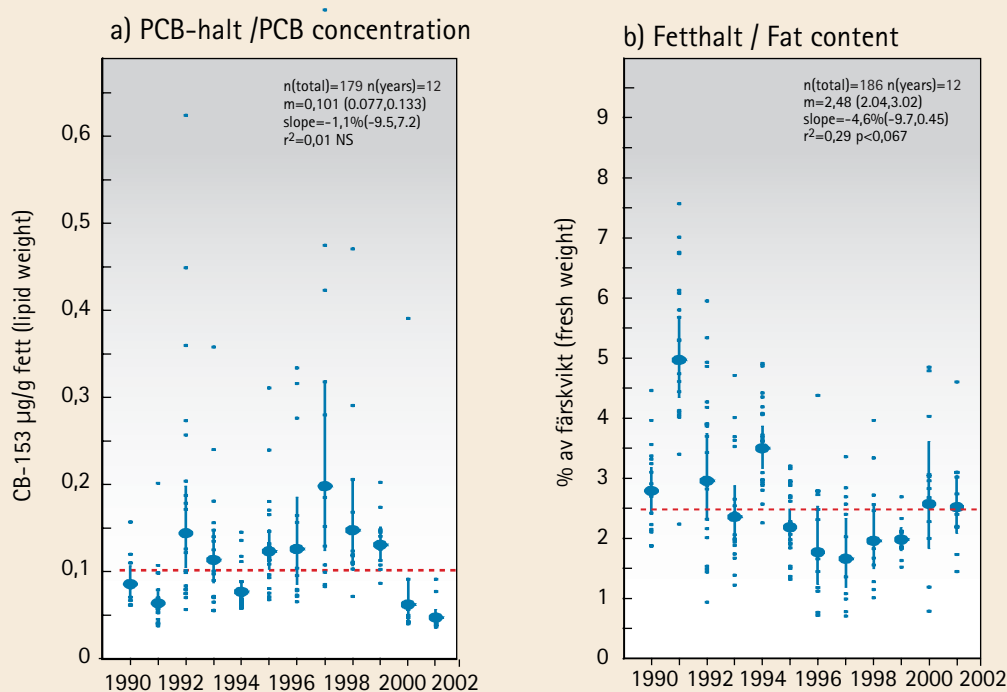 a) PCB-halt /PCB concentration
n(total)=179 n(years)=12
m=0,101 (0.077,0.133)
slope=-1,1%(-9.5,7.2)
r²=0,01 NS
CB-153 µg/g fett (lipid weight)
0,6
0,5
0,4
0,3
0,2
0,1
0
1990 1992 1994 1996 1998 2000 2002
b) Fetthalt / Fat content
n(total)=186 n(years)=12
m=2,48 (2.04,3.02)
slope=-4,6%(-9.7,0.45)
r²=0,29 p<0,067
% av färskvikt (fresh weight)
9
8
7
6
5
4
3
2
1
0
1990 1992 1994 1996 1998 2000 2002